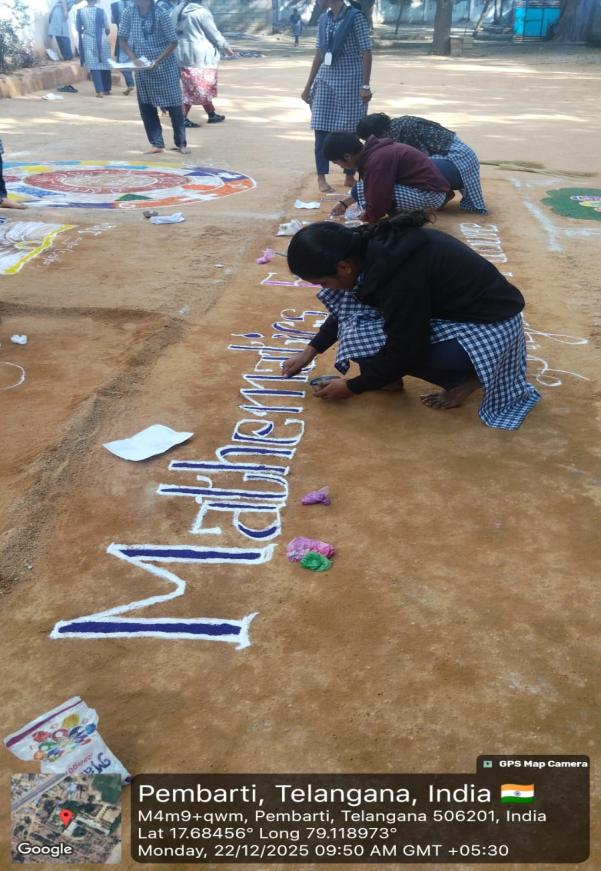 Mathematics
GPS Map Camera
Pembarti, Telangana, India
M4m9+qwm, Pembarti, Telangana 506201, India
Lat 17.68456° Long 79.118973°
Monday, 22/12/2025 09:50 AM GMT +05:30
Google